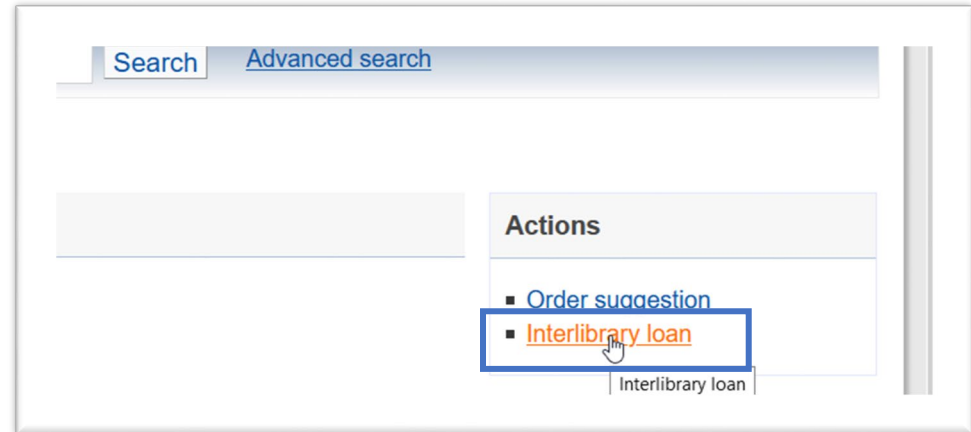 Search Advanced search
Actions
Order suggestion
Interlibrary loan
Interlibrary loan